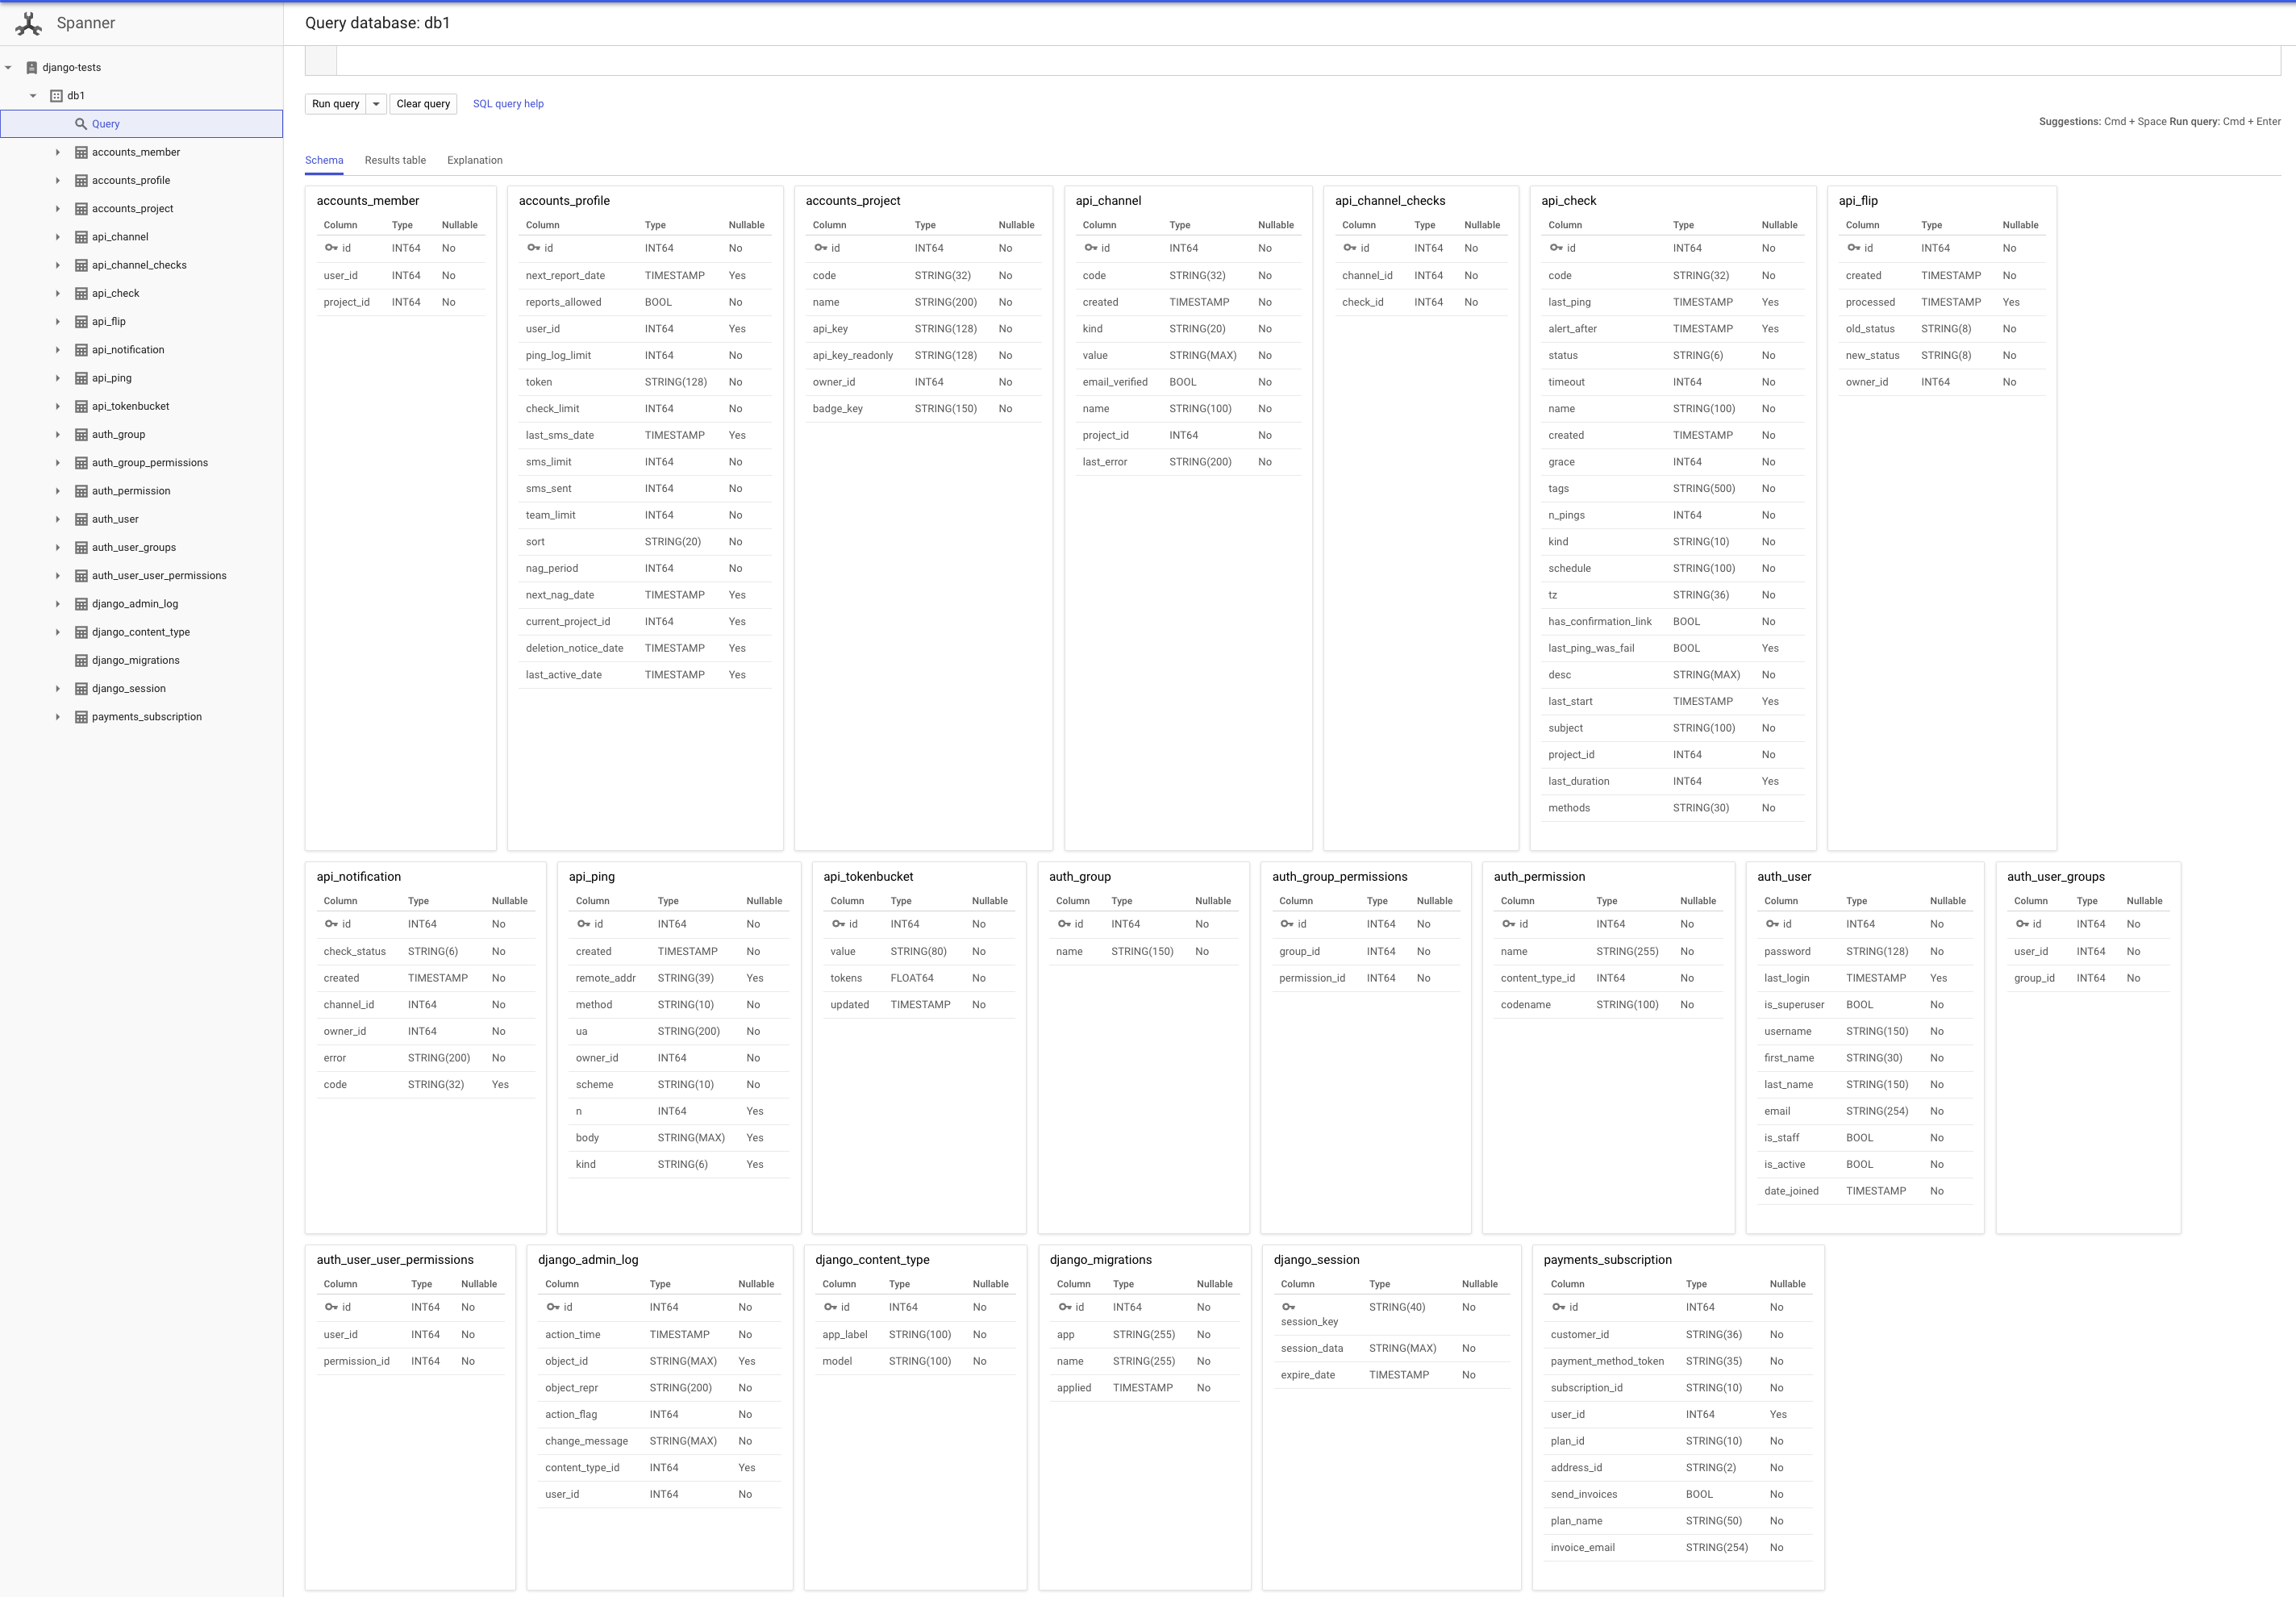 Spanner
django-tests
db1
Query
accounts_member
accounts_profile
accounts_project
api_channel
api_channel_checks
api_check
api_flip
api_notification
api_ping
api_tokenbucket
auth_group
auth_group_permissions
auth_permission
auth_user
auth_user_groups
auth_user_user_permissions
django_admin_log
django_content_type
django_migrations
django_session
payments_subscription
Query database: db1
Run query Clear query SQL query help
Suggestions: Cmd + Space Run query: Cmd + Enter
Schema Results table Explanation
accounts_member
Column Type Nullable
id INT64 No
user_id INT64 No
project_id INT64 No
accounts_profile
Column Type Nullable
id INT64 No
next_report_date TIMESTAMP Yes
reports_allowed BOOL No
user_id INT64 Yes
ping_log_limit INT64 No
token STRING(128) No
check_limit INT64 No
last_sms_date TIMESTAMP Yes
sms_limit INT64 No
sms_sent INT64 No
team_limit INT64 No
sort STRING(20) No
nag_period INT64 No
next_nag_date TIMESTAMP Yes
current_project_id INT64 Yes
deletion_notice_date TIMESTAMP Yes
last_active_date TIMESTAMP Yes
accounts_project
Column Type Nullable
id INT64 No
code STRING(32) No
name STRING(200) No
api_key STRING(128) No
api_key_readonly STRING(128) No
owner_id INT64 No
badge_key STRING(150) No
api_channel
Column Type Nullable
id INT64 No
code STRING(32) No
created TIMESTAMP No
kind STRING(20) No
value STRING(MAX) No
email_verified BOOL No
name STRING(100) No
project_id INT64 No
last_error STRING(200) No
api_channel_checks
Column Type Nullable
id INT64 No
channel_id INT64 No
check_id INT64 No
api_check
Column Type Nullable
id INT64 No
code STRING(32) No
last_ping TIMESTAMP Yes
alert_after TIMESTAMP Yes
status STRING(6) No
timeout INT64 No
name STRING(100) No
created TIMESTAMP No
grace INT64 No
tags STRING(500) No
n_pings INT64 No
kind STRING(10) No
schedule STRING(100) No
tz STRING(36) No
has_confirmation_link BOOL No
last_ping_was_fail BOOL Yes
desc STRING(MAX) No
last_start TIMESTAMP Yes
subject STRING(100) No
project_id INT64 No
last_duration INT64 Yes
methods STRING(30) No
api_flip
Column Type Nullable
id INT64 No
created TIMESTAMP No
processed TIMESTAMP Yes
old_status STRING(8) No
new_status STRING(8) No
owner_id INT64 No
api_notification
Column Type Nullable
id INT64 No
check_status STRING(6) No
created TIMESTAMP No
channel_id INT64 No
owner_id INT64 No
error STRING(200) No
code STRING(32) Yes
api_ping
Column Type Nullable
id INT64 No
created TIMESTAMP No
remote_addr STRING(39) Yes
method STRING(10) No
ua STRING(200) No
owner_id INT64 No
scheme STRING(10) No
n INT64 Yes
body STRING(MAX) Yes
kind STRING(6) Yes
api_tokenbucket
Column Type Nullable
id INT64 No
value STRING(80) No
tokens FLOAT64 No
updated TIMESTAMP No
auth_group
Column Type Nullable
id INT64 No
name STRING(150) No
auth_group_permissions
Column Type Nullable
id INT64 No
group_id INT64 No
permission_id INT64 No
auth_permission
Column Type Nullable
id INT64 No
name STRING(255) No
content_type_id INT64 No
codename STRING(100) No
auth_user
Column Type Nullable
id INT64 No
password STRING(128) No
last_login TIMESTAMP Yes
is_superuser BOOL No
username STRING(150) No
first_name STRING(30) No
last_name STRING(150) No
email STRING(254) No
is_staff BOOL No
is_active BOOL No
date_joined TIMESTAMP No
auth_user_groups
Column Type Nullable
id INT64 No
user_id INT64 No
group_id INT64 No
auth_user_user_permissions
Column Type Nullable
id INT64 No
user_id INT64 No
permission_id INT64 No
django_admin_log
Column Type Nullable
id INT64 No
action_time TIMESTAMP No
object_id STRING(MAX) Yes
object_repr STRING(200) No
action_flag INT64 No
change_message STRING(MAX) No
content_type_id INT64 Yes
user_id INT64 No
django_content_type
Column Type Nullable
id INT64 No
app_label STRING(100) No
model STRING(100) No
django_migrations
Column Type Nullable
id INT64 No
app STRING(255) No
name STRING(255) No
applied TIMESTAMP No
django_session
Column Type Nullable
session_key STRING(40) No
session_data STRING(MAX) No
expire_date TIMESTAMP No
payments_subscription
Column Type Nullable
id INT64 No
customer_id STRING(36) No
payment_method_token STRING(35) No
subscription_id STRING(10) No
user_id INT64 Yes
plan_id STRING(10) No
address_id STRING(2) No
send_invoices BOOL No
plan_name STRING(50) No
invoice_email STRING(254) No